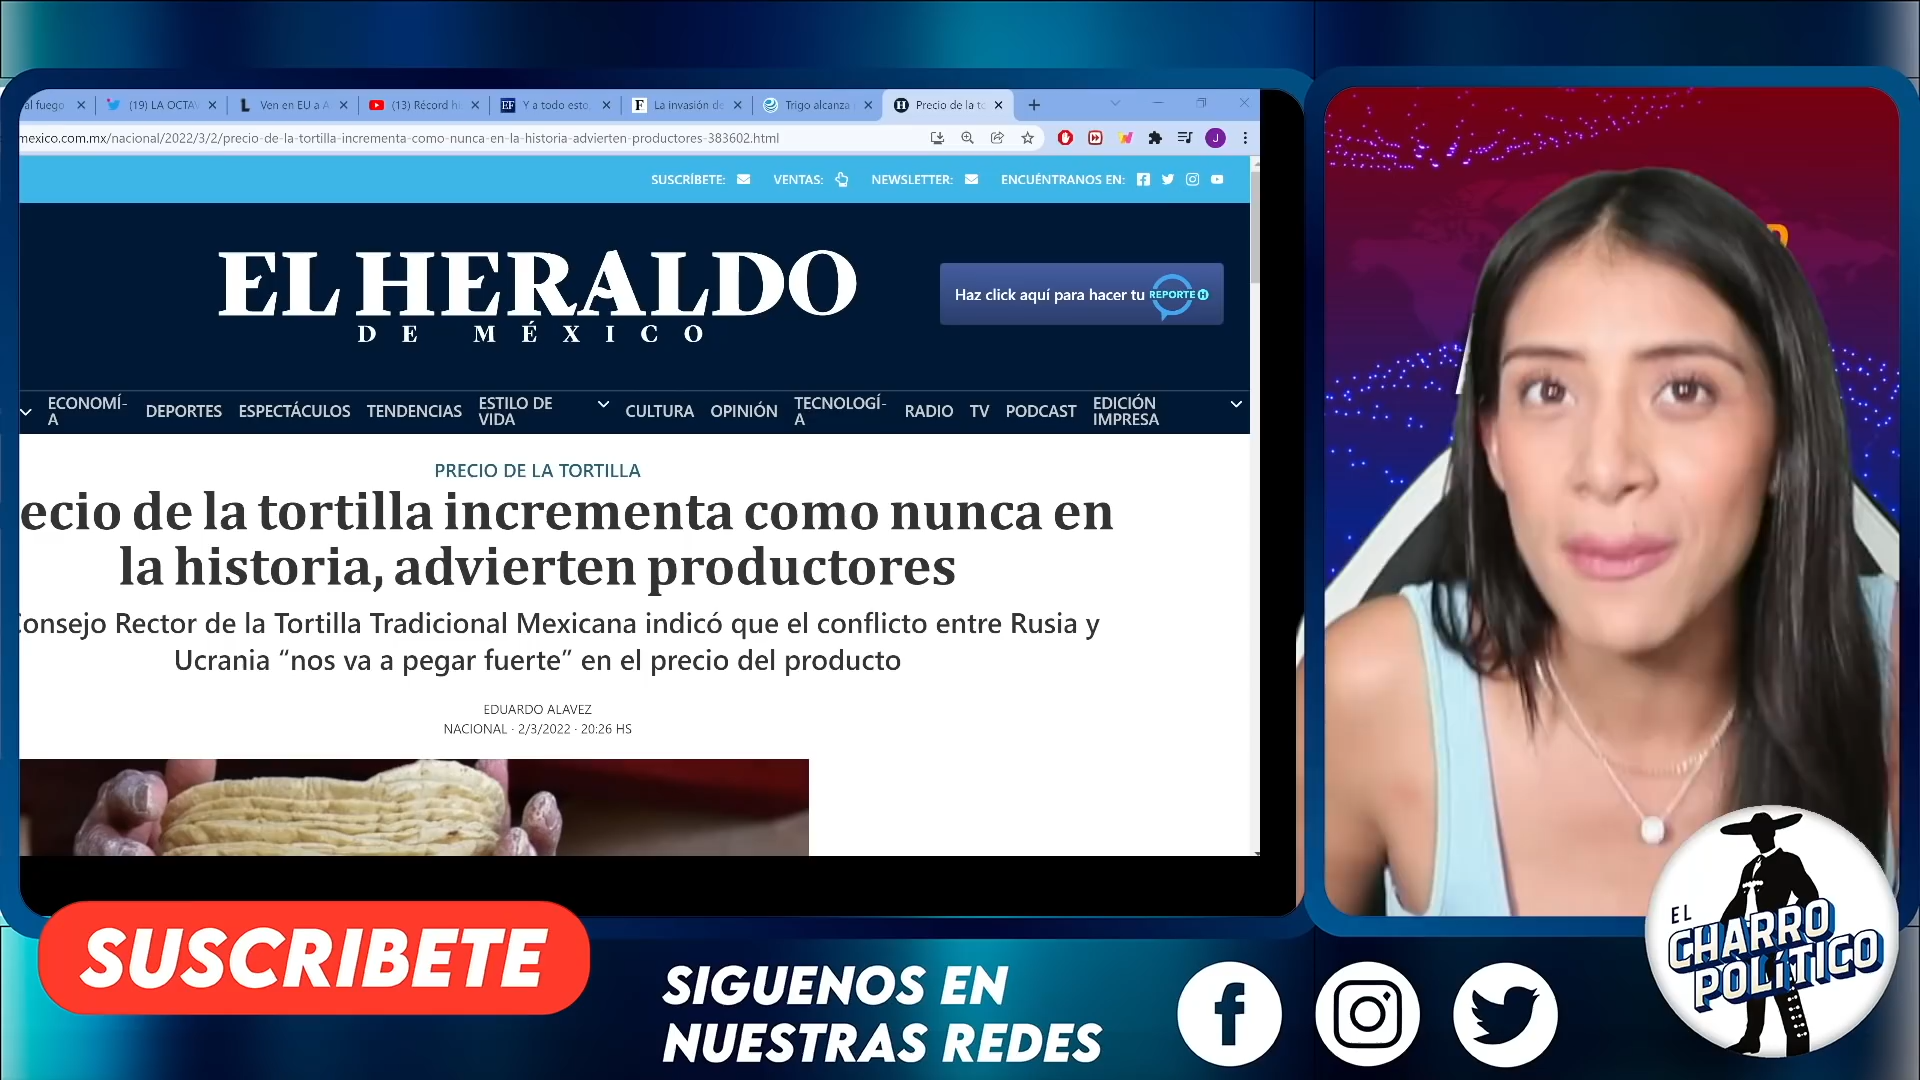 al fuego
(19) LA OCTAV
Ven en EU a A
(13) Récord h
Y a todo esto,
La invasión de
Trigo alcanza
Precio de la to
mexico.com.mx/nacional/2022/3/2/precio-de-la-tortilla-incrementa-como-nunca-en-la-historia-advierten-productores-383602.html
J
SUSCRÍBETE:
VENTAS:
NEWSLETTER:
ENCUÉNTRANOS EN:
EL HERALDO
DE MÉXICO
Haz click aquí para hacer tu REPORTE H
ECONOMÍ-
A
DEPORTES
ESPECTÁCULOS
TENDENCIAS
ESTILO DE
VIDA
CULTURA
OPINIÓN
TECNOLOGÍ-
A
RADIO
TV
PODCAST
EDICIÓN
IMPRESA
PRECIO DE LA TORTILLA
ecio de la tortilla incrementa como nunca en
la historia, advierten productores
Consejo Rector de la Tortilla Tradicional Mexicana indicó que el conflicto entre Rusia y
Ucrania “nos va a pegar fuerte” en el precio del producto
EDUARDO ALAVEZ
NACIONAL · 2/3/2022 · 20:26 HS
SUSCRIBETE
SIGUENOS EN
NUESTRAS REDES
EL
CHARRO
POLÍTICO